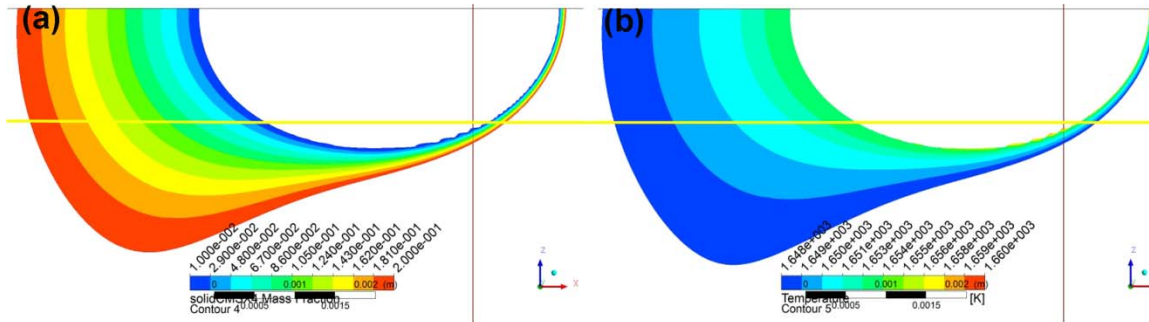 (a)
1.000e-002
2.900e-002
4.800e-002
6.700e-002
8.600e-002
1.050e-001
1.240e-001
1.430e-001
1.620e-001
1.810e-001
2.000e-001
0 0.001 0.002 (m)
solidCMSX4.Mass Fraction
0.0005 0.0015
Contour 4
Z
X
(b)
1.648e+003
1.649e+003
1.650e+003
1.651e+003
1.653e+003
1.654e+003
1.655e+003
1.656e+003
1.658e+003
1.659e+003
1.660e+003
0 0.001 0.002 (m)
Temperature [K]
0.0005 0.0015
Contour 5
Z